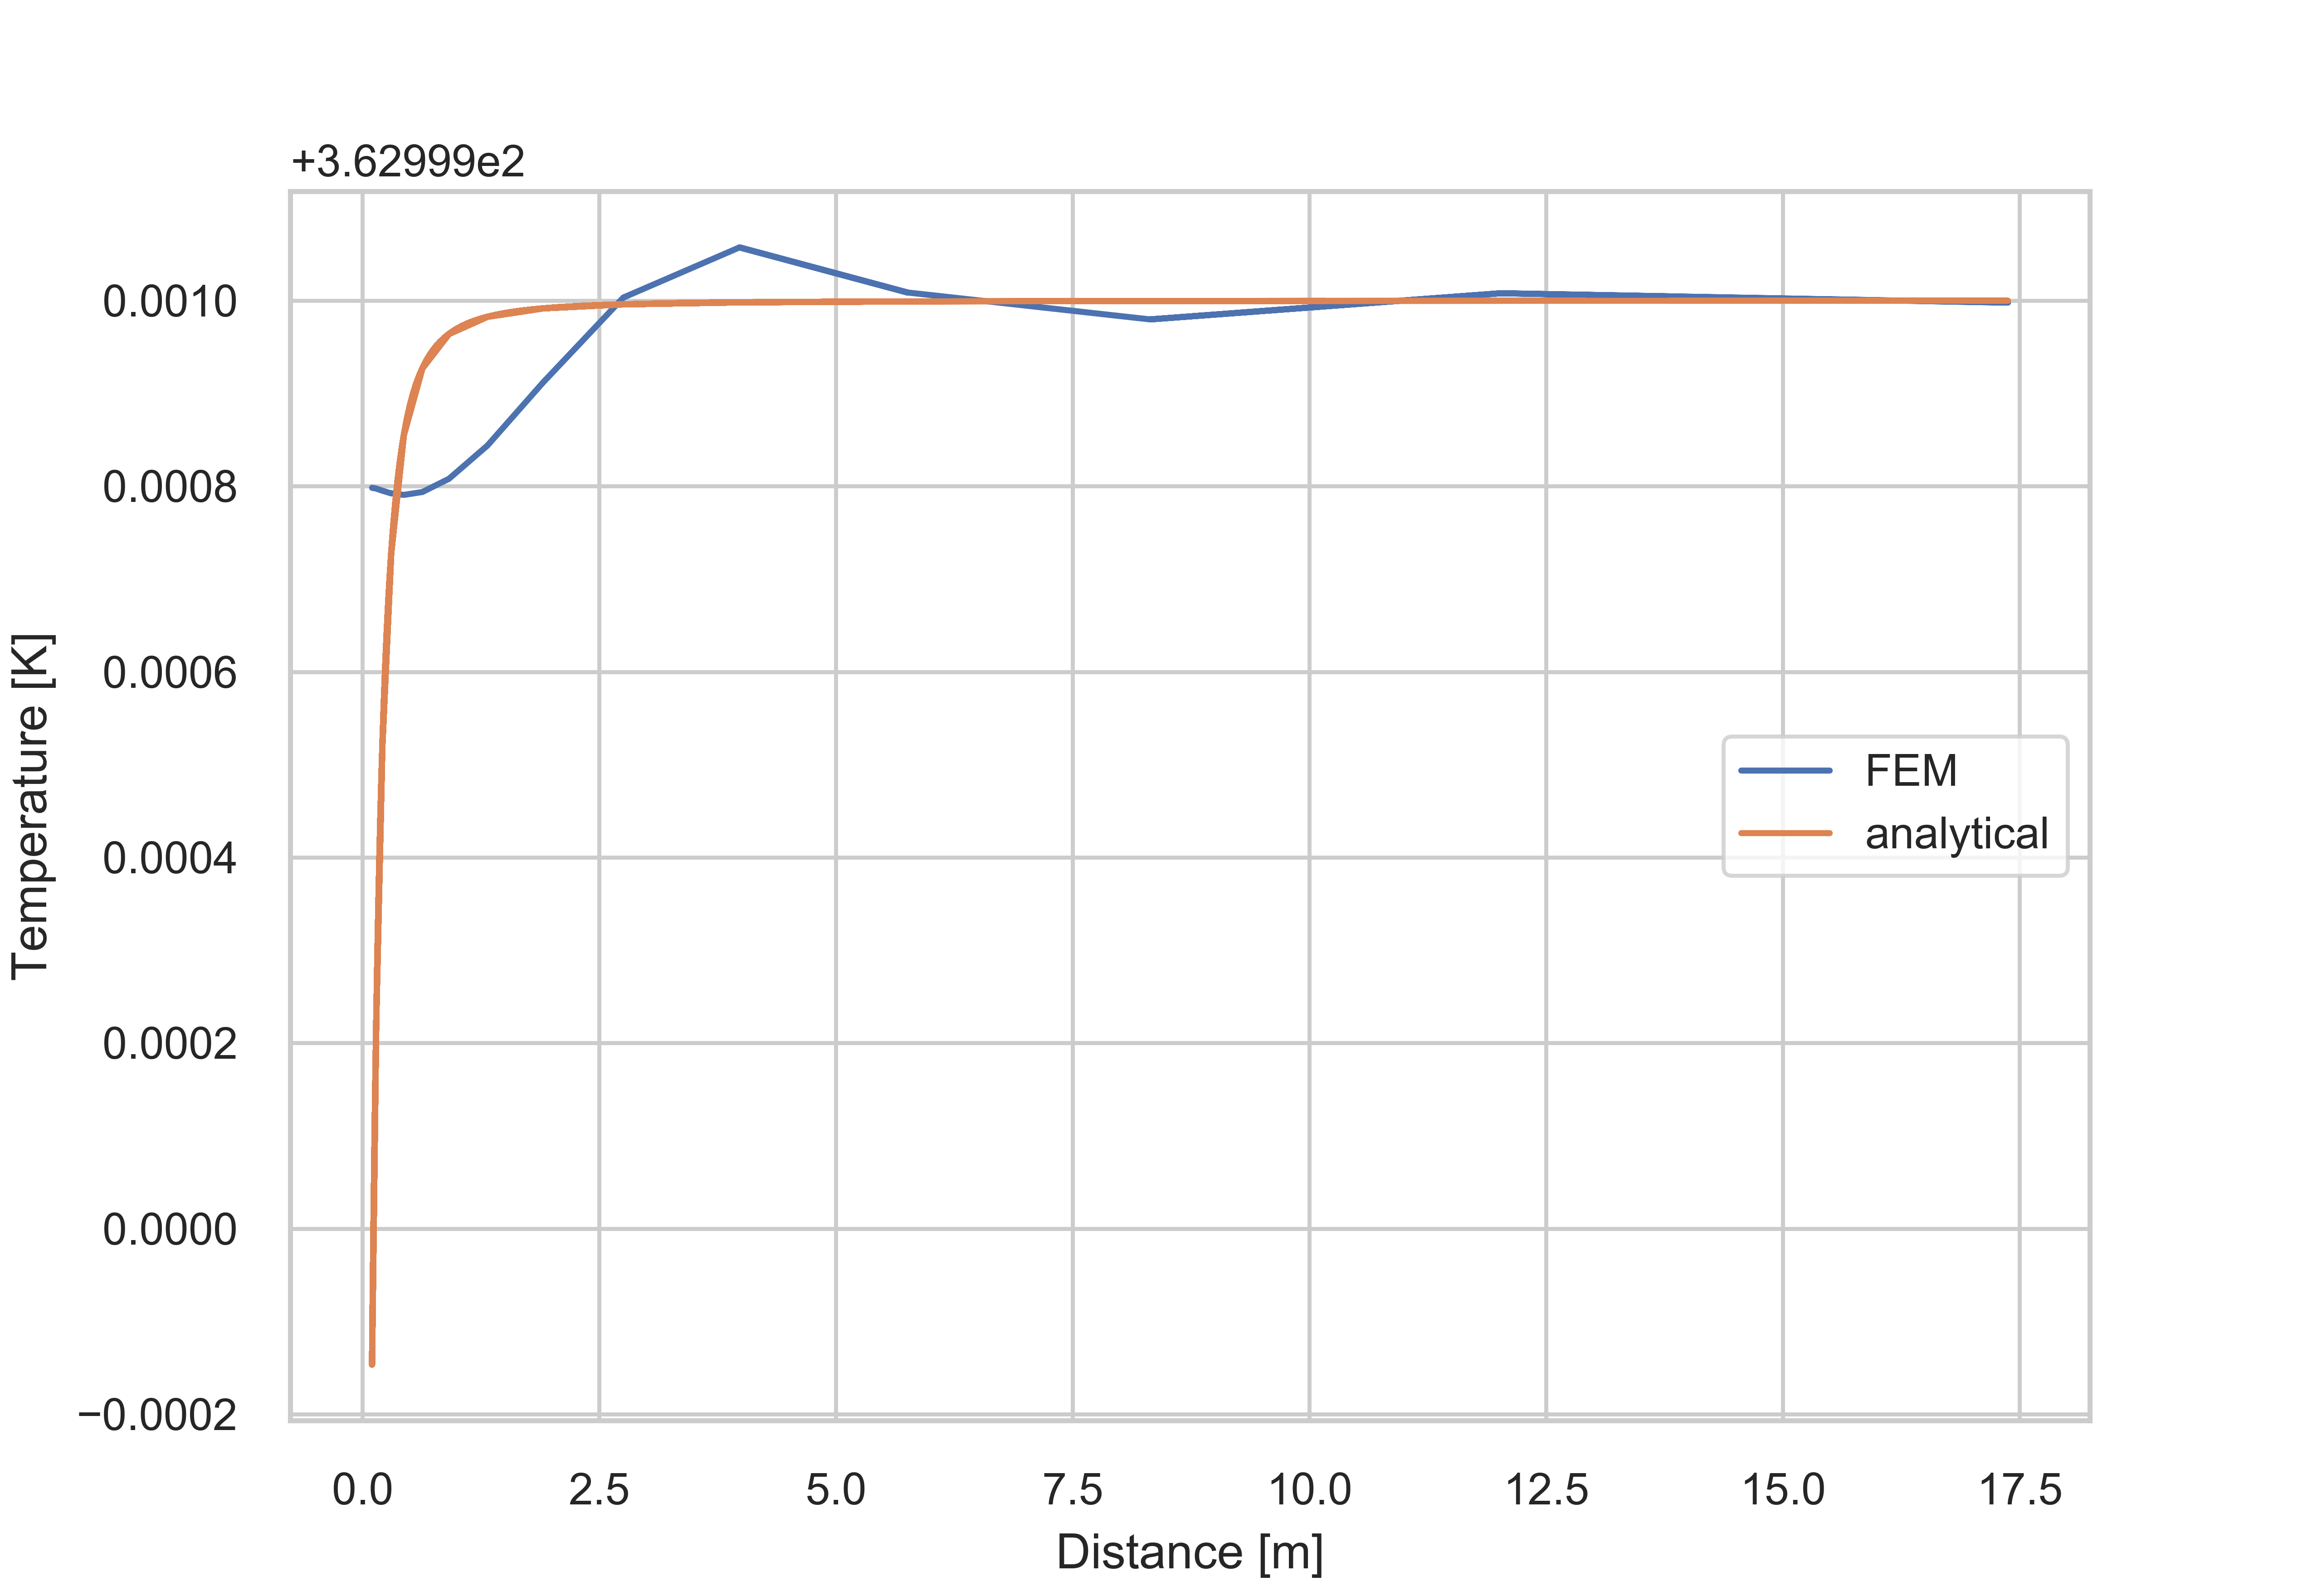 +3.62999e2
0.0010
0.0008
0.0006
0.0004
0.0002
0.0000
−0.0002
Temperature [K]
FEM
analytical
0.0 2.5 5.0 7.5 10.0 12.5 15.0 17.5
Distance [m]